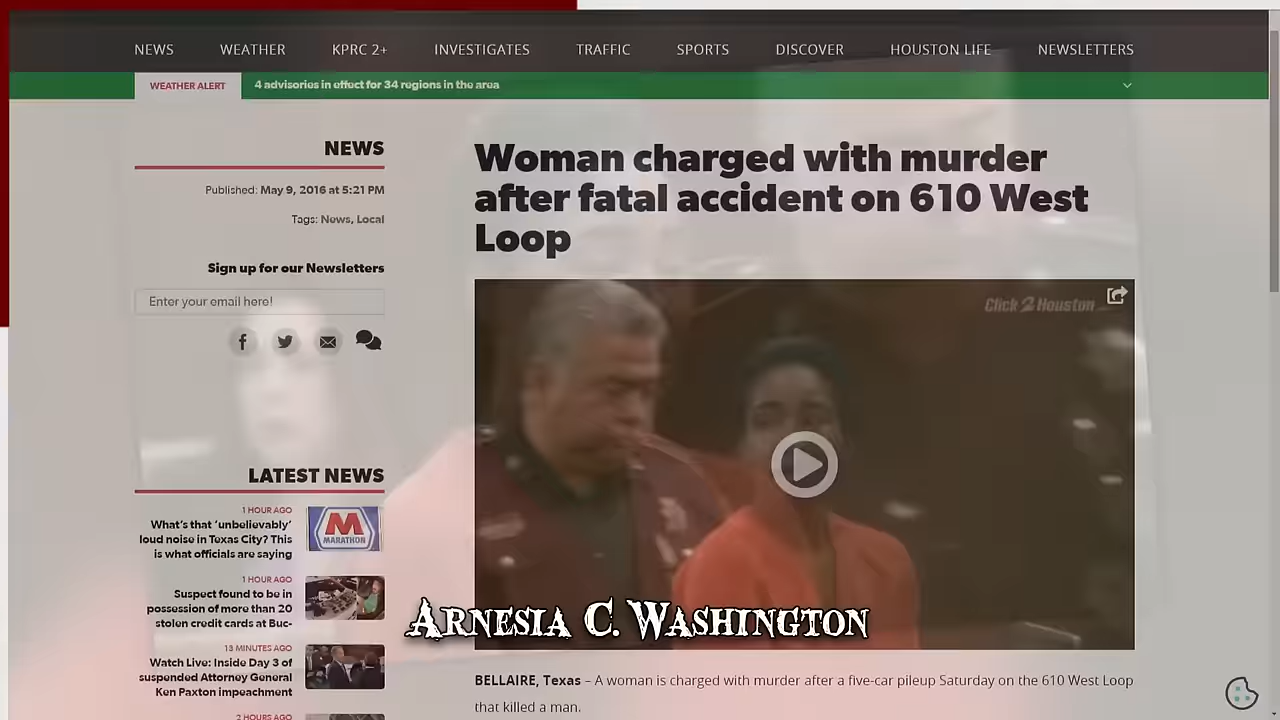 NEWS WEATHER KPRC 2+ INVESTIGATES TRAFFIC SPORTS DISCOVER HOUSTON LIFE NEWSLETTERS
WEATHER ALERT 4 advisories in effect for 34 regions in the area
NEWS
Published: May 9, 2016 at 5:21 PM
Tags: News, Local
Sign up for our Newsletters
Enter your email here!
LATEST NEWS
1 HOUR AGO
What's that 'unbelievably'
loud noise in Texas City? This
is what officials are saying
MARATHON
1 HOUR AGO
Suspect found to be in
possession of more than 20
stolen credit cards at Buc-
13 MINUTES AGO
Watch Live: Inside Day 3 of
suspended Attorney General
Ken Paxton impeachment
2 HOURS AGO
Woman charged with murder
after fatal accident on 610 West
Loop
Click 2 Houston
Arnesia C. Washington
BELLAIRE, Texas – A woman is charged with murder after a five-car pileup Saturday on the 610 West Loop
that killed a man.